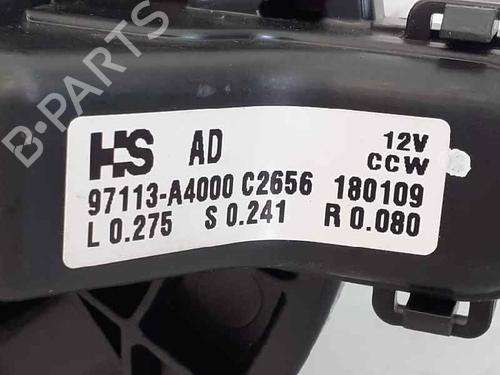 B-PARTS
HS AD 12V
CCW
97113-A4000 C2656 180109
L 0.275 S 0.241 R 0.080